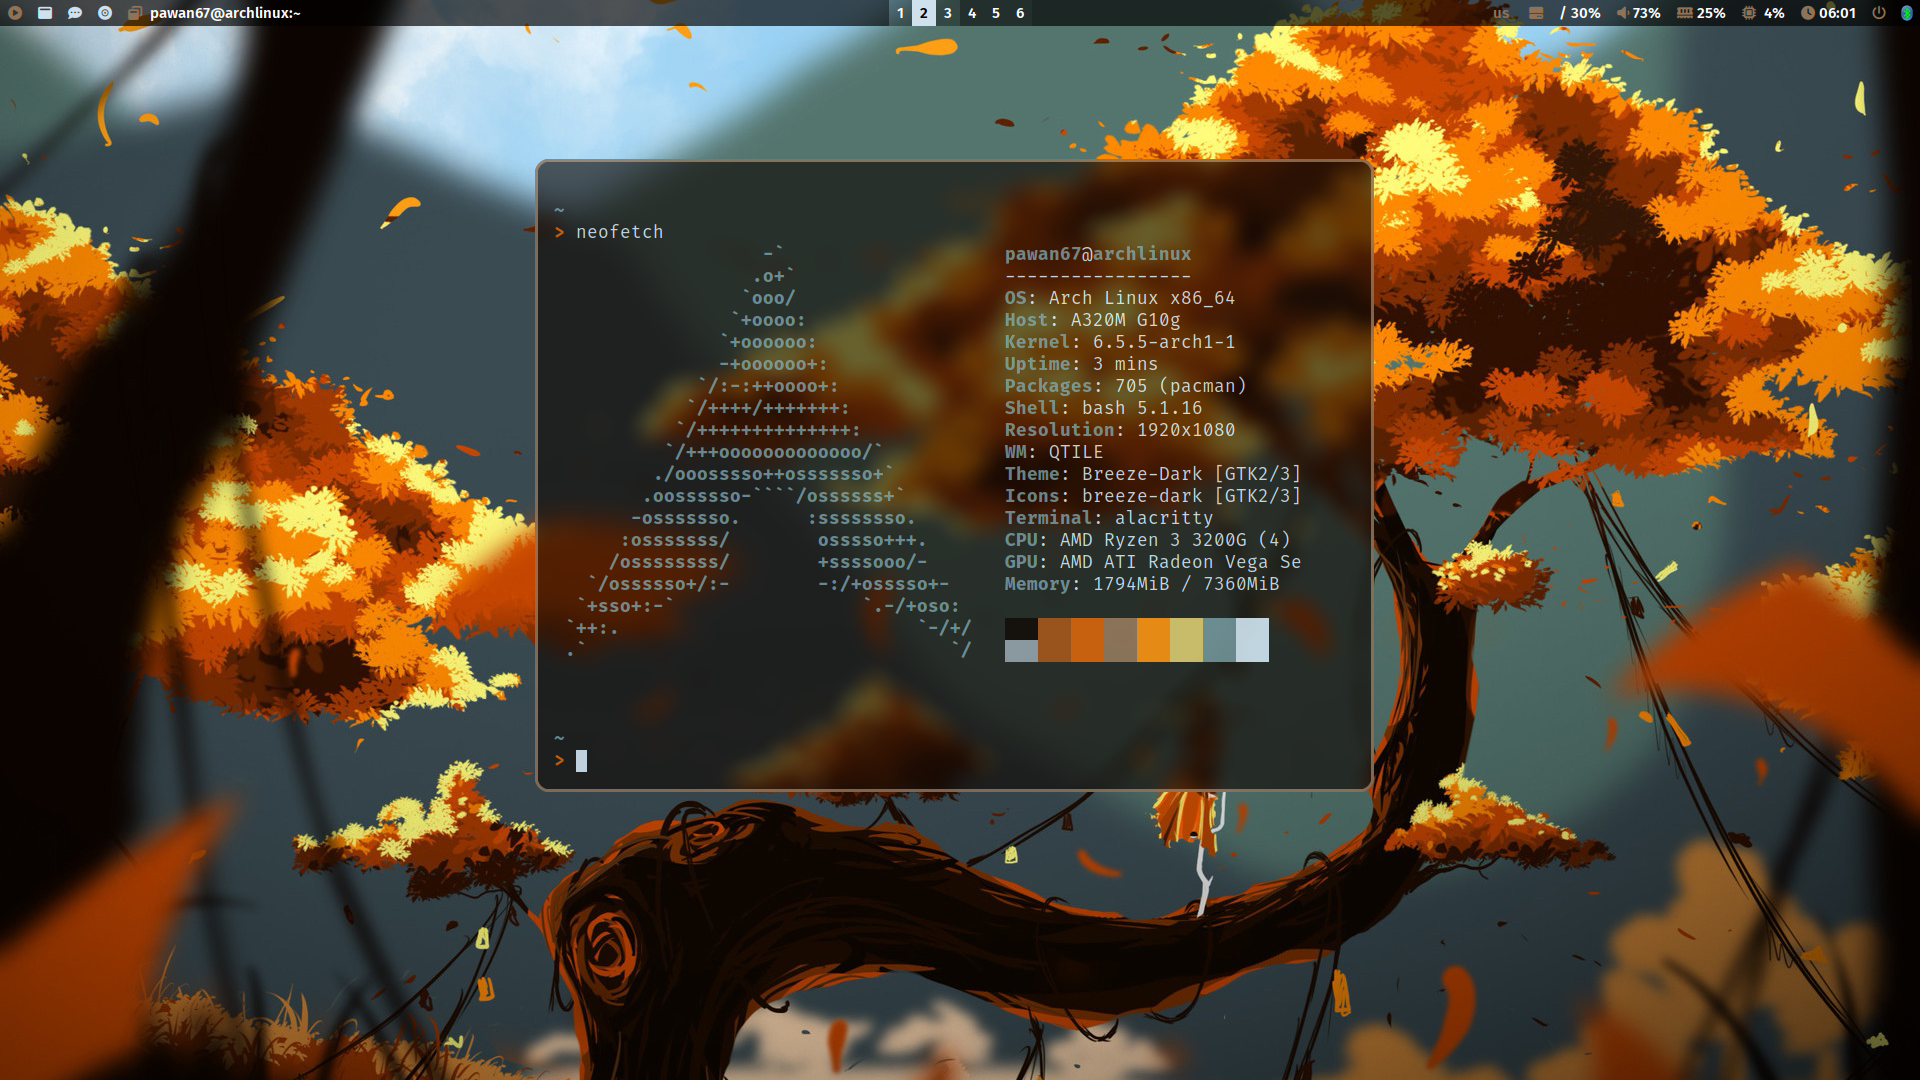 pawan67@archlinux:~
1 2 3 4 5 6
us / 30% 73% 25% 4% 06:01
~
> neofetch
-`
.o+`
`ooo/
`+oooo:
`+oooooo:
-+oooooo+:
`/:-:++oooo+:
`/++++/+++++++:
`/++++++++++++++:
`/+++ooooooooooooo/`
./ooosssso++osssssso+`
.oossssso-````/ossssss+`
-osssssso.      :ssssssso.
:osssssss/        osssso+++.
/ossssssss/        +ssssooo/-
`/ossssso+/:-        -:/+osssso+-
`+sso+:-`                 `.-/+oso:
`++:.                           `-/+/
.`                                 `/
pawan67@archlinux
-----------------
OS: Arch Linux x86_64
Host: A320M G10g
Kernel: 6.5.5-arch1-1
Uptime: 3 mins
Packages: 705 (pacman)
Shell: bash 5.1.16
Resolution: 1920x1080
WM: QTILE
Theme: Breeze-Dark [GTK2/3]
Icons: breeze-dark [GTK2/3]
Terminal: alacritty
CPU: AMD Ryzen 3 3200G (4)
GPU: AMD ATI Radeon Vega Se
Memory: 1794MiB / 7360MiB
~
>